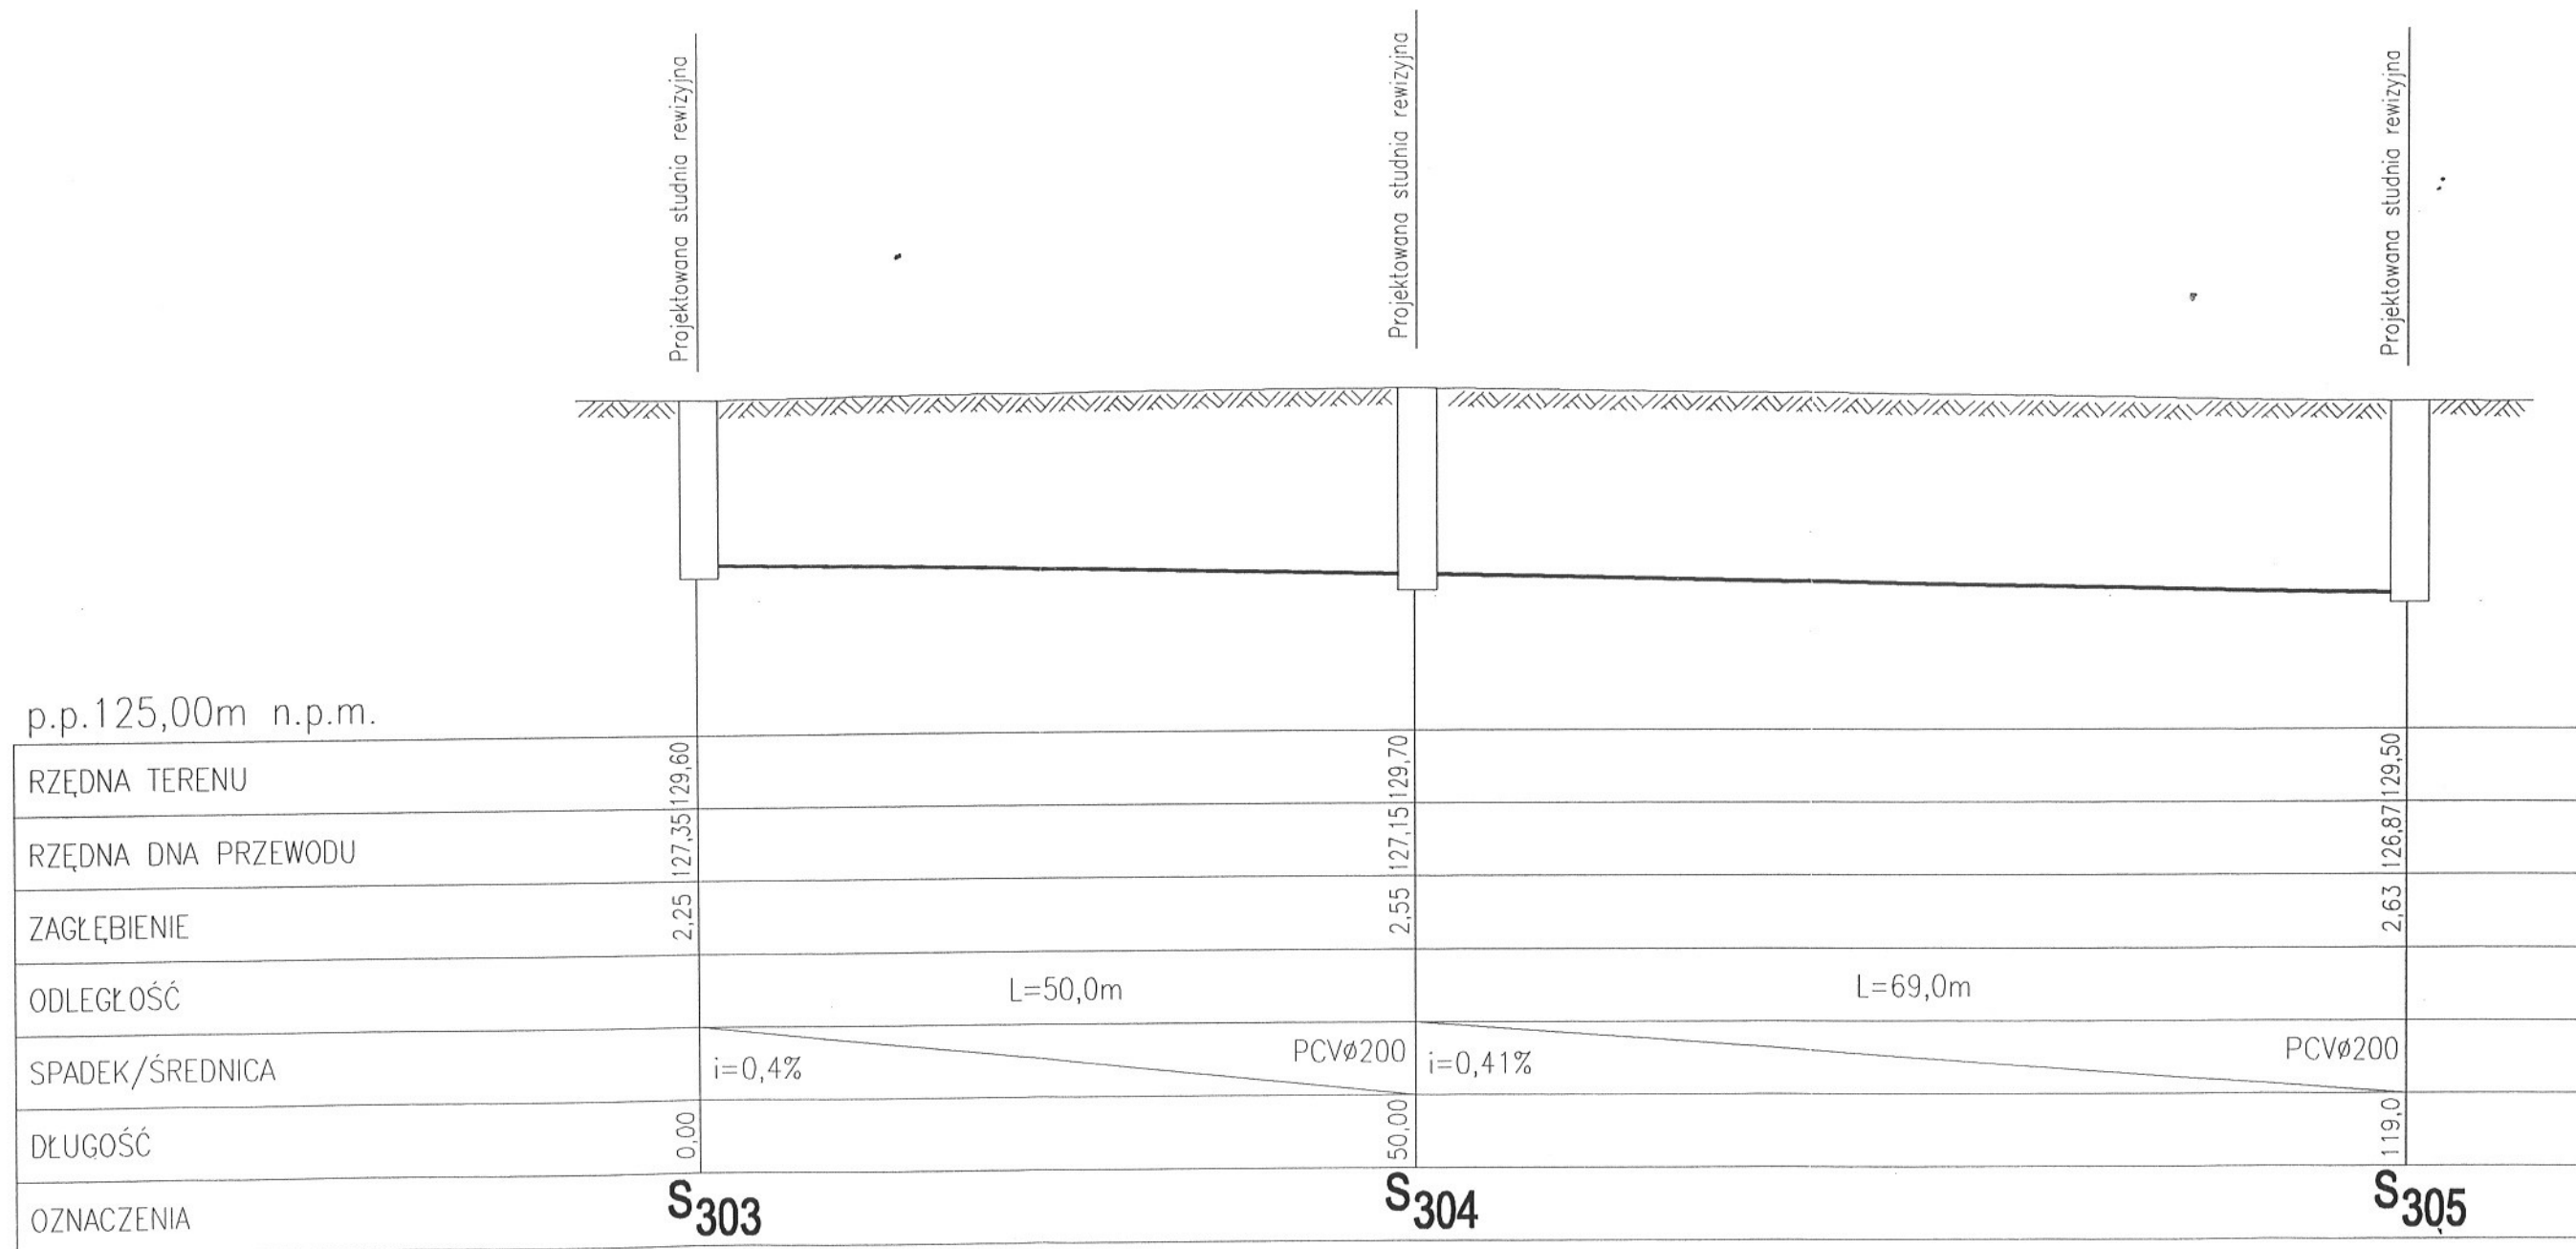 Projektowana studnia rewizyjna
Projektowana studnia rewizyjna
Projektowana studnia rewizyjna
p.p.125,00m n.p.m.
RZĘDNA TERENU 129,60 129,70 129,50
RZĘDNA DNA PRZEWODU 127,35 127,15 126,87
ZAGŁĘBIENIE 2,25 2,55 2,63
ODLEGŁOŚĆ L=50,0m L=69,0m
SPADEK/ŚREDNICA i=0,4% PCVø200 i=0,41% PCVø200
DŁUGOŚĆ 0,00 50,00 119,0
OZNACZENIA S303 S304 S305